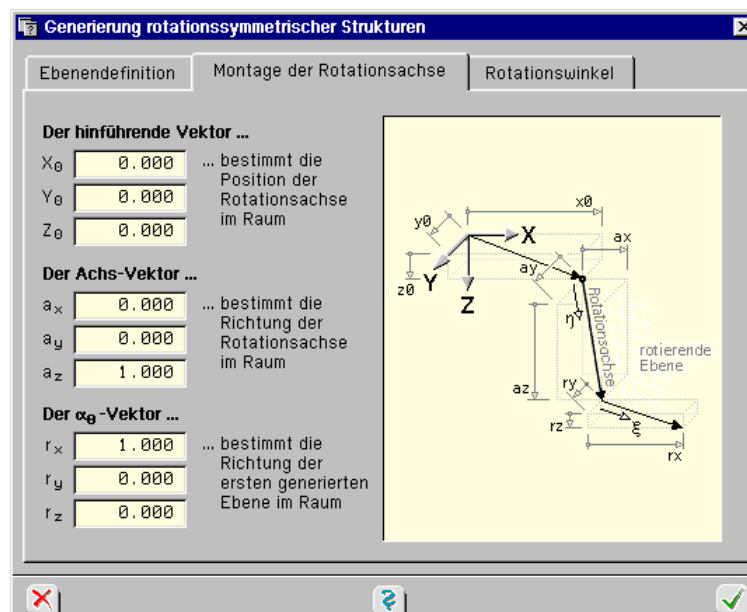 Generierung rotationssymmetrischer Strukturen
Ebenendefinition
Montage der Rotationsachse
Rotationswinkel
Der hinführende Vektor ...
X0 0.000
Y0 0.000
Z0 0.000
... bestimmt die
Position der
Rotationsachse
im Raum
Der Achs-Vektor ...
ax 0.000
ay 0.000
az 1.000
... bestimmt die
Richtung der
Rotationsachse
im Raum
Der α0-Vektor ...
rx 1.000
ry 0.000
rz 0.000
... bestimmt die
Richtung der
ersten generierten
Ebene im Raum
x0
y0
z0
X
Y
Z
ax
ay
az
η
Rotationsachse
rotierende
Ebene
ry
rz
ξ
rx